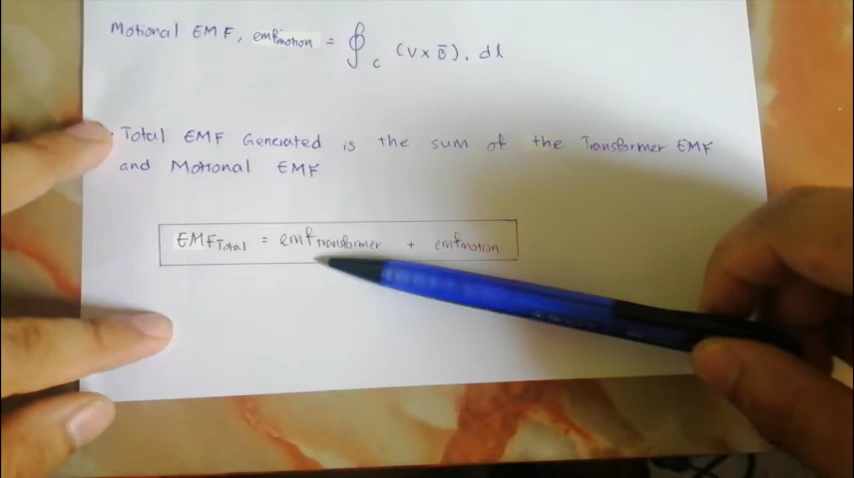 Motional EMF, emfmotion = ∮c (V × B̅). dl
Total EMF Generated is the sum of the Transformer EMF
and Motional EMF
EMFTotal = emfTransformer + emfmotion